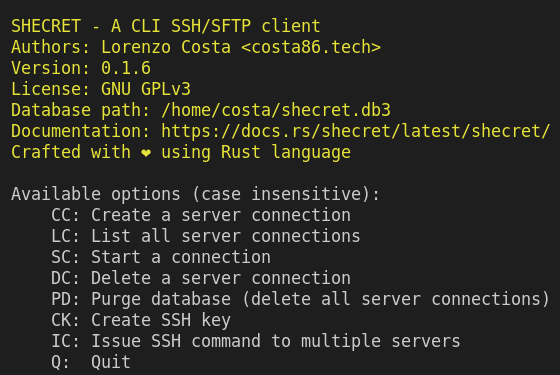 SHECRET - A CLI SSH/SFTP client
Authors: Lorenzo Costa <costa86.tech>
Version: 0.1.6
License: GNU GPLv3
Database path: /home/costa/shecret.db3
Documentation: https://docs.rs/shecret/latest/shecret/
Crafted with ❤ using Rust language
Available options (case insensitive):
CC: Create a server connection
LC: List all server connections
SC: Start a connection
DC: Delete a server connection
PD: Purge database (delete all server connections)
CK: Create SSH key
IC: Issue SSH command to multiple servers
Q:  Quit